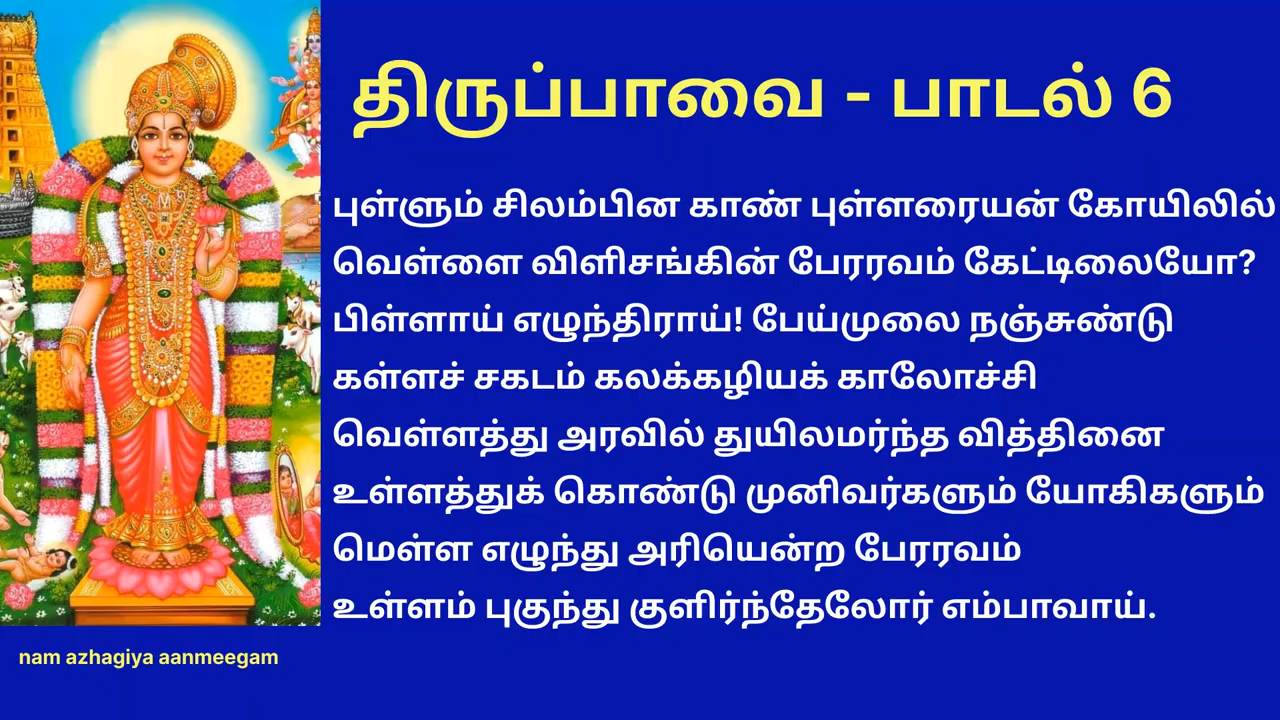 திருப்பாவை - பாடல் 6
புள்ளும் சிலம்பின காண் புள்ளரையன் கோயிலில்
வெள்ளை விளிசங்கின் பேரரவம் கேட்டிலையோ?
பிள்ளாய் எழுந்திராய்! பேய்முலை நஞ்சுண்டு
கள்ளச் சகடம் கலக்கழியக் காலோச்சி
வெள்ளத்து அரவில் துயிலமர்ந்த வித்தினை
உள்ளத்துக் கொண்டு முனிவர்களும் யோகிகளும்
மெள்ள எழுந்து அரியென்ற பேரரவம்
உள்ளம் புகுந்து குளிர்ந்தேலோர் எம்பாவாய்.
nam azhagiya aanmeegam